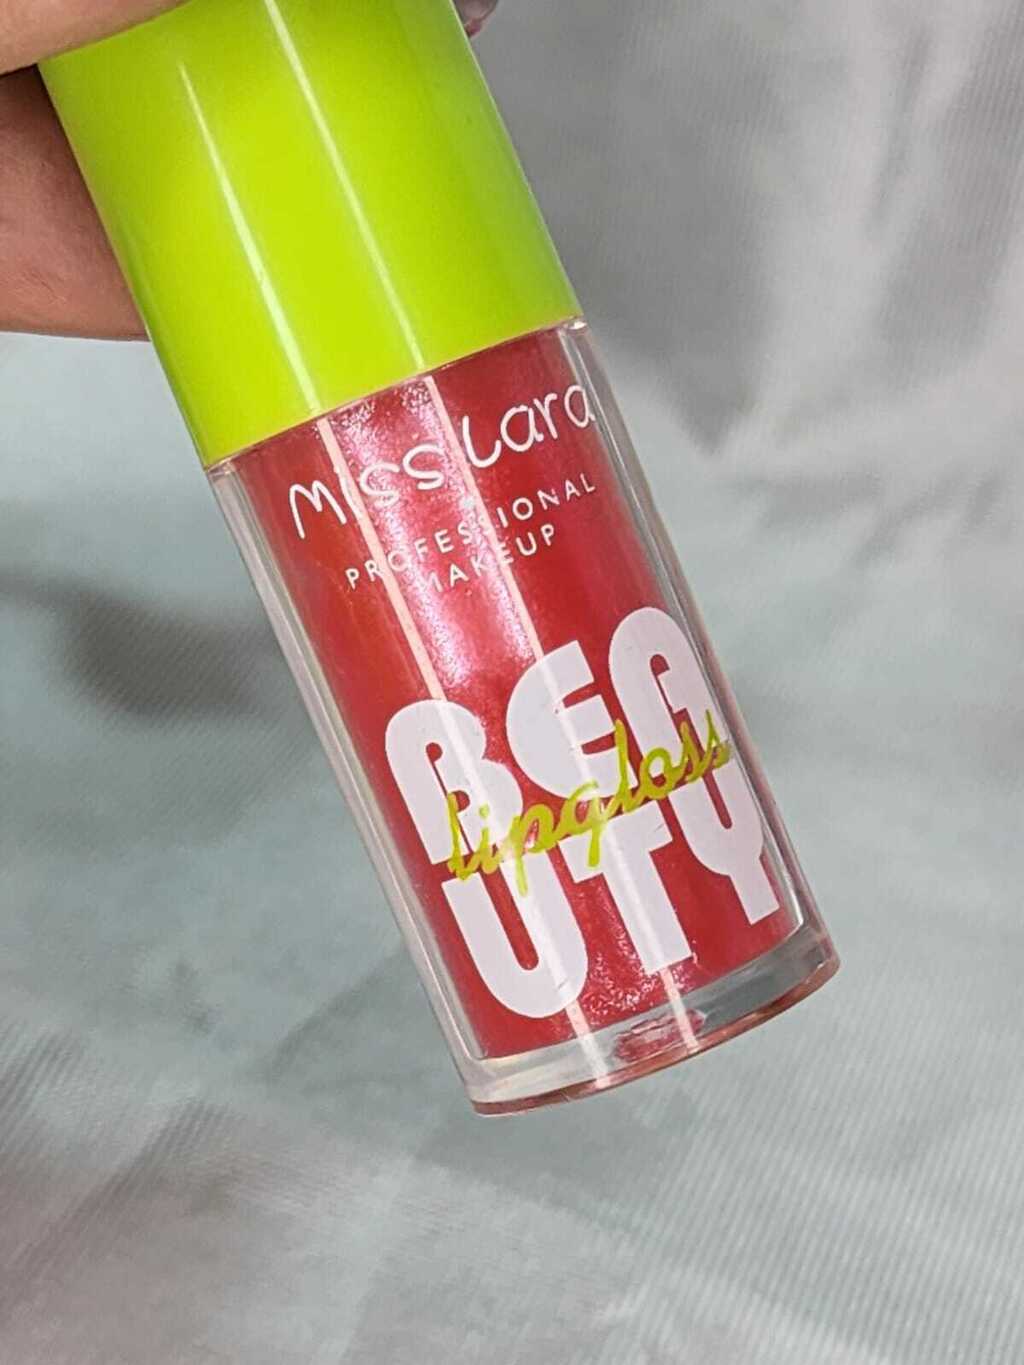 Miss Lara
PROFESSIONAL
MAKEUP
BEA
lipgloss
UTY